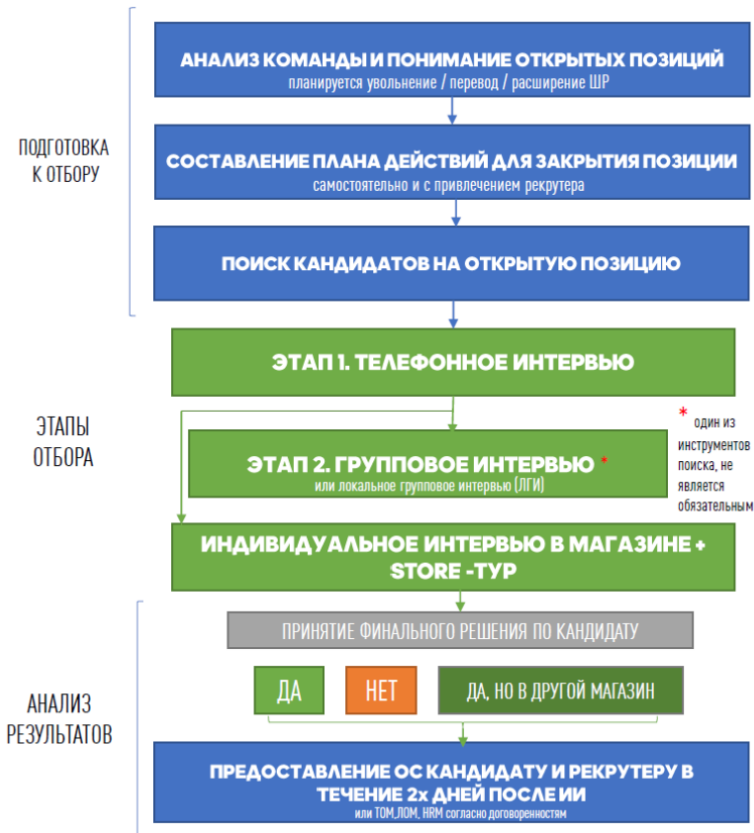 АНАЛИЗ КОМАНДЫ И ПОНИМАНИЕ ОТКРЫТЫХ ПОЗИЦИЙ
планируется увольнение / перевод / расширение ШР
ПОДГОТОВКА
К ОТБОРУ
СОСТАВЛЕНИЕ ПЛАНА ДЕЙСТВИЙ ДЛЯ ЗАКРЫТИЯ ПОЗИЦИИ
самостоятельно и с привлечением рекрутера
ПОИСК КАНДИДАТОВ НА ОТКРЫТУЮ ПОЗИЦИЮ
ЭТАП 1. ТЕЛЕФОННОЕ ИНТЕРВЬЮ
ЭТАПЫ
ОТБОРА
ЭТАП 2. ГРУППОВОЕ ИНТЕРВЬЮ *
или локальное групповое интервью (ЛГИ)
* один из
инструментов
поиска, не
является
обязательным
ИНДИВИДУАЛЬНОЕ ИНТЕРВЬЮ В МАГАЗИНЕ +
STORE -ТУР
ПРИНЯТИЕ ФИНАЛЬНОГО РЕШЕНИЯ ПО КАНДИДАТУ
ДА
НЕТ
ДА, НО В ДРУГОЙ МАГАЗИН
АНАЛИЗ
РЕЗУЛЬТАТОВ
ПРЕДОСТАВЛЕНИЕ ОС КАНДИДАТУ И РЕКРУТЕРУ В
ТЕЧЕНИЕ 2х ДНЕЙ ПОСЛЕ ИИ
или ТОМ,ЛОМ, HRM согласно договоренностям